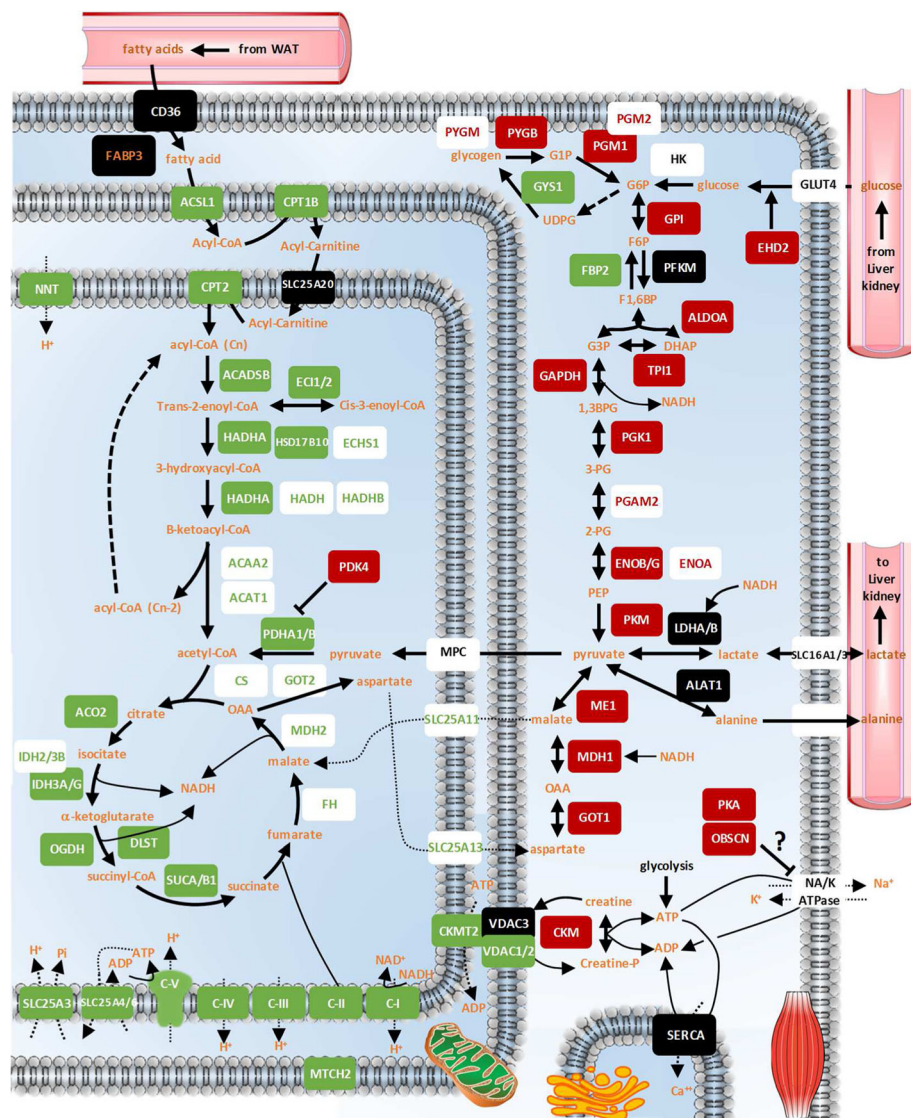 fatty acids
from WAT
CD36
FABP3
fatty acid
ACSL1
CPT1B
Acyl-CoA
Acyl-Carnitine
NNT
H⁺
CPT2
SLC25A20
Acyl-Carnitine
acyl-CoA (Cn)
ACADSB
ECI1/2
Trans-2-enoyl-CoA
Cis-3-enoyl-CoA
HADHA
HSD17B10
ECHS1
3-hydroxyacyl-CoA
HADHA
HADH
HADHB
B-ketoacyl-CoA
ACAA2
ACAT1
PDK4
acyl-CoA (Cn-2)
PDHA1/B
acetyl-CoA
pyruvate
MPC
CS
GOT2
aspartate
ACO2
citrate
OAA
IDH2/3B
isocitate
MDH2
malate
IDH3A/G
NADH
α-ketoglutarate
FH
OGDH
DLST
fumarate
succinyl-CoA
SUCA/B1
succinate
H⁺
Pi
ADP
ATP
H⁺
NAD⁺
NADH
SLC25A3
SLC25A4/6
C-V
C-IV
C-III
C-II
C-I
H⁺
H⁺
H⁺
MTCH2
PYGM
PYGB
PGM2
PGM1
glycogen
G1P
HK
GLUT4
GYS1
G6P
glucose
glucose
UDPG
GPI
EHD2
from
Liver
kidney
F6P
FBP2
PFKM
F1,6BP
ALDOA
G3P
DHAP
GAPDH
TPI1
NADH
1,3BPG
PGK1
3-PG
PGAM2
2-PG
ENOB/G
ENOA
PEP
NADH
to
Liver
kidney
PKM
LDHA/B
pyruvate
lactate
SLC16A1/3
lactate
ALAT1
SLC25A11
malate
ME1
alanine
alanine
MDH1
NADH
OAA
GOT1
SLC25A13
aspartate
PKA
OBSCN
?
glycolysis
ATP
NA/K
ATPase
Na⁺
K⁺
creatine
CKMT2
VDAC3
VDAC1/2
CKM
ATP
ADP
Creatine-P
ADP
SERCA
Ca⁺⁺